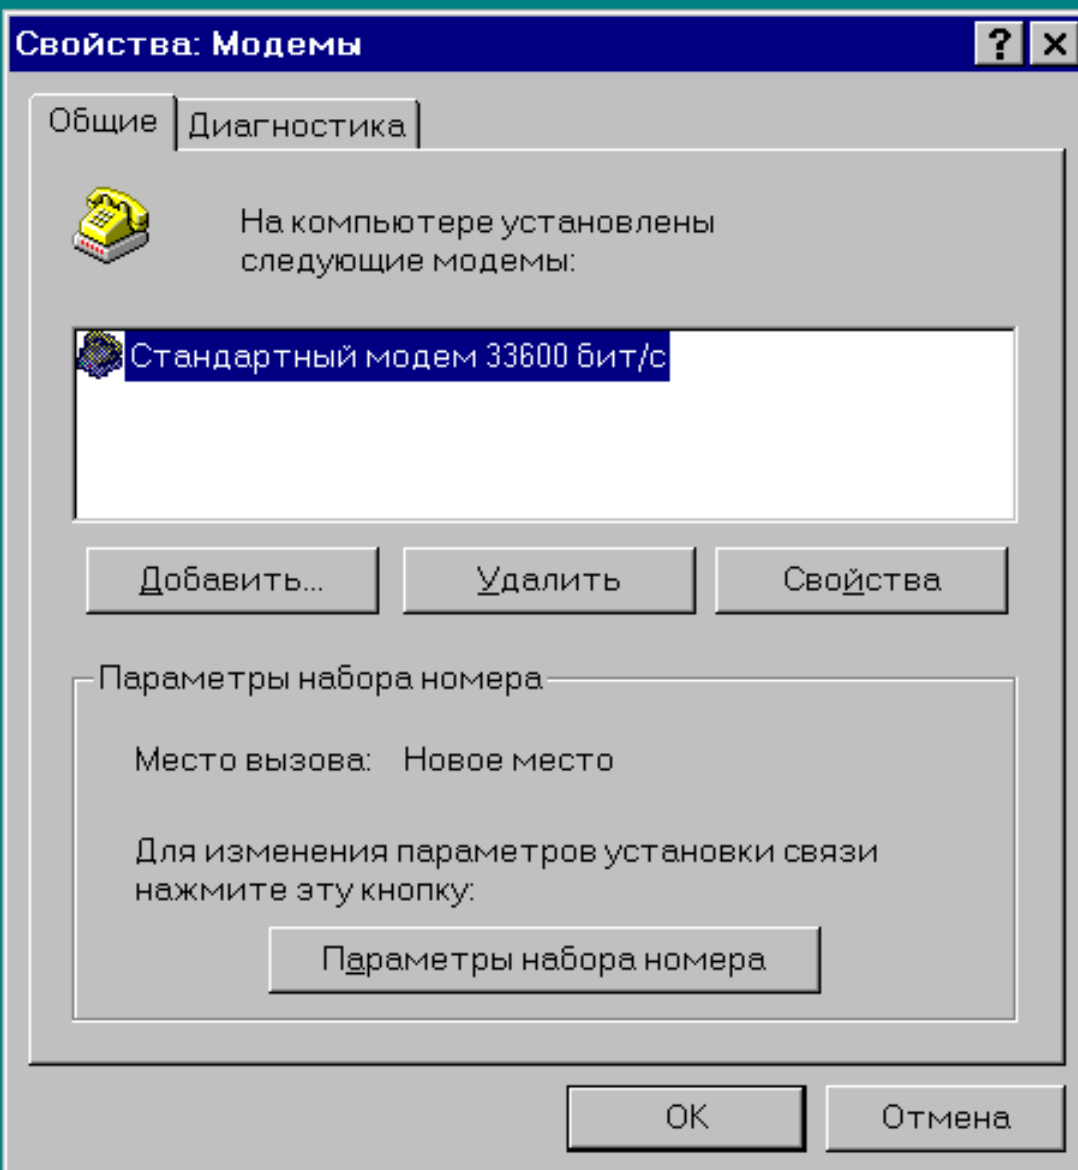 Свойства: Модемы
Общие
Диагностика
На компьютере установлены
следующие модемы:
Стандартный модем 33600 бит/с
Добавить...
Удалить
Свойства
Параметры набора номера
Место вызова: Новое место
Для изменения параметров установки связи
нажмите эту кнопку:
Параметры набора номера
OK
Отмена